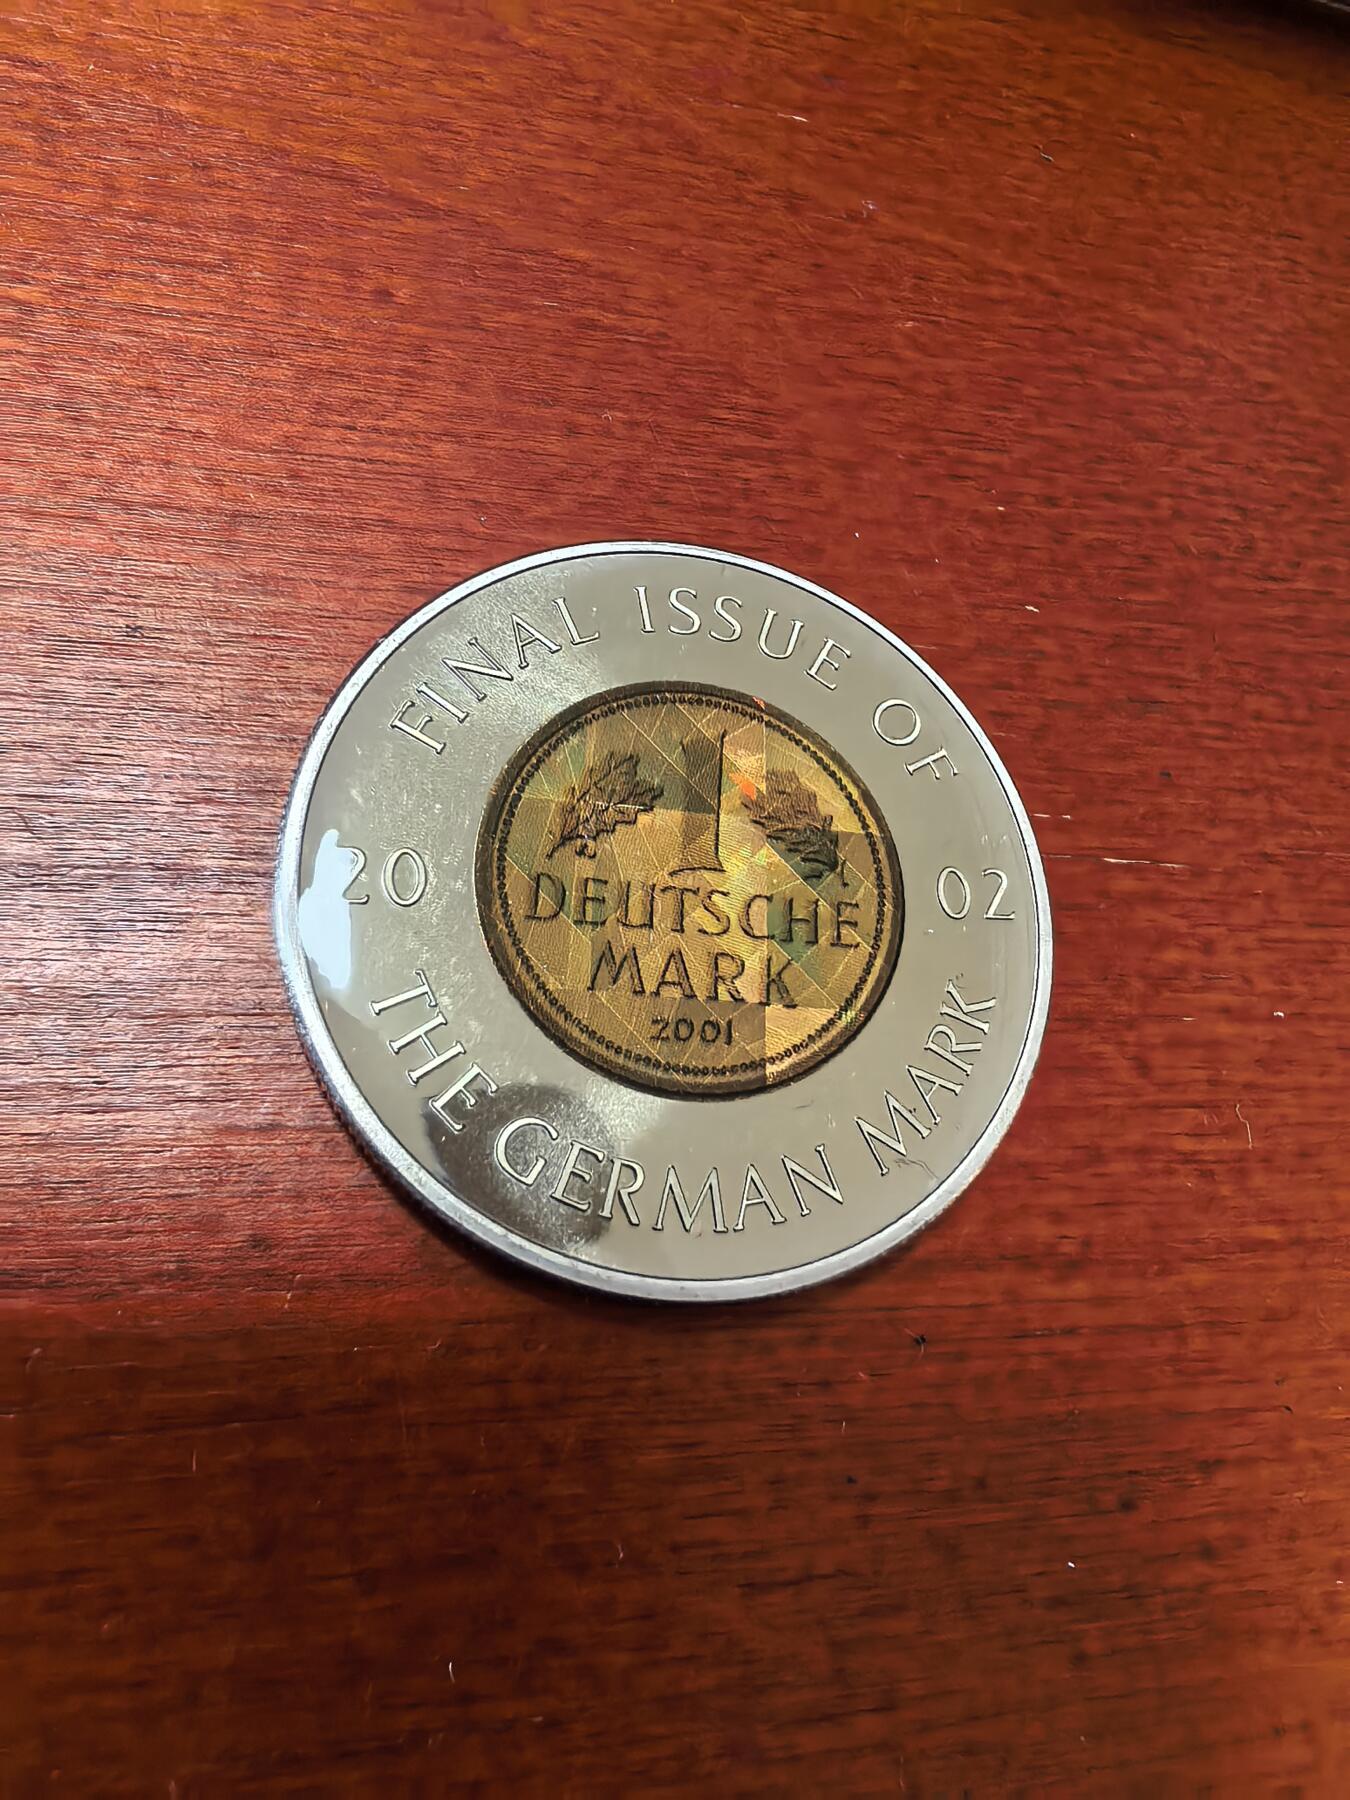 FINAL ISSUE OF
20 02
1
DEUTSCHE
MARK
2001
THE GERMAN MARK